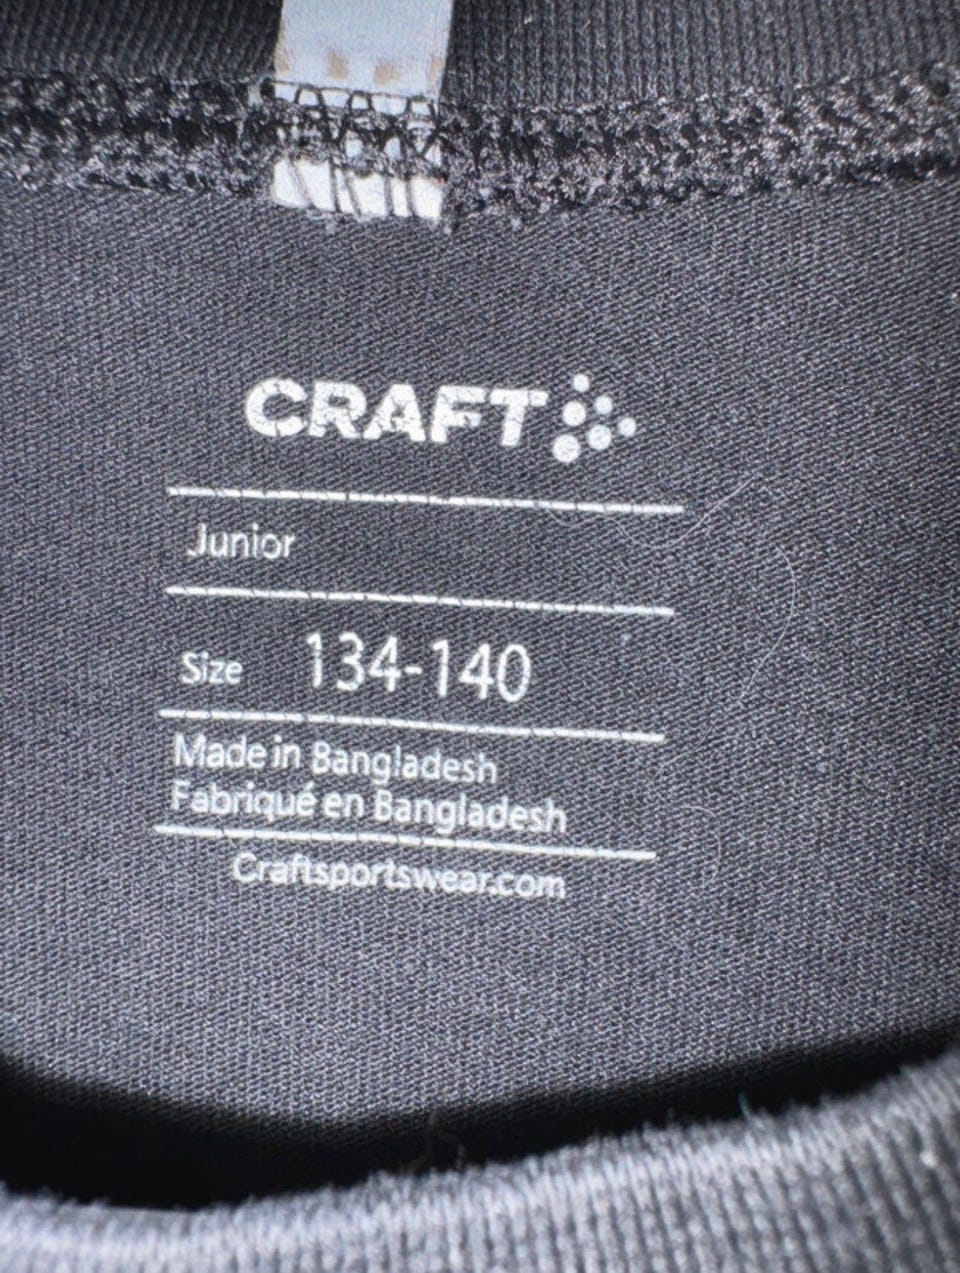 CRAFT
Junior
Size 134-140
Made in Bangladesh
Fabriqué en Bangladesh
Craftsportswear.com